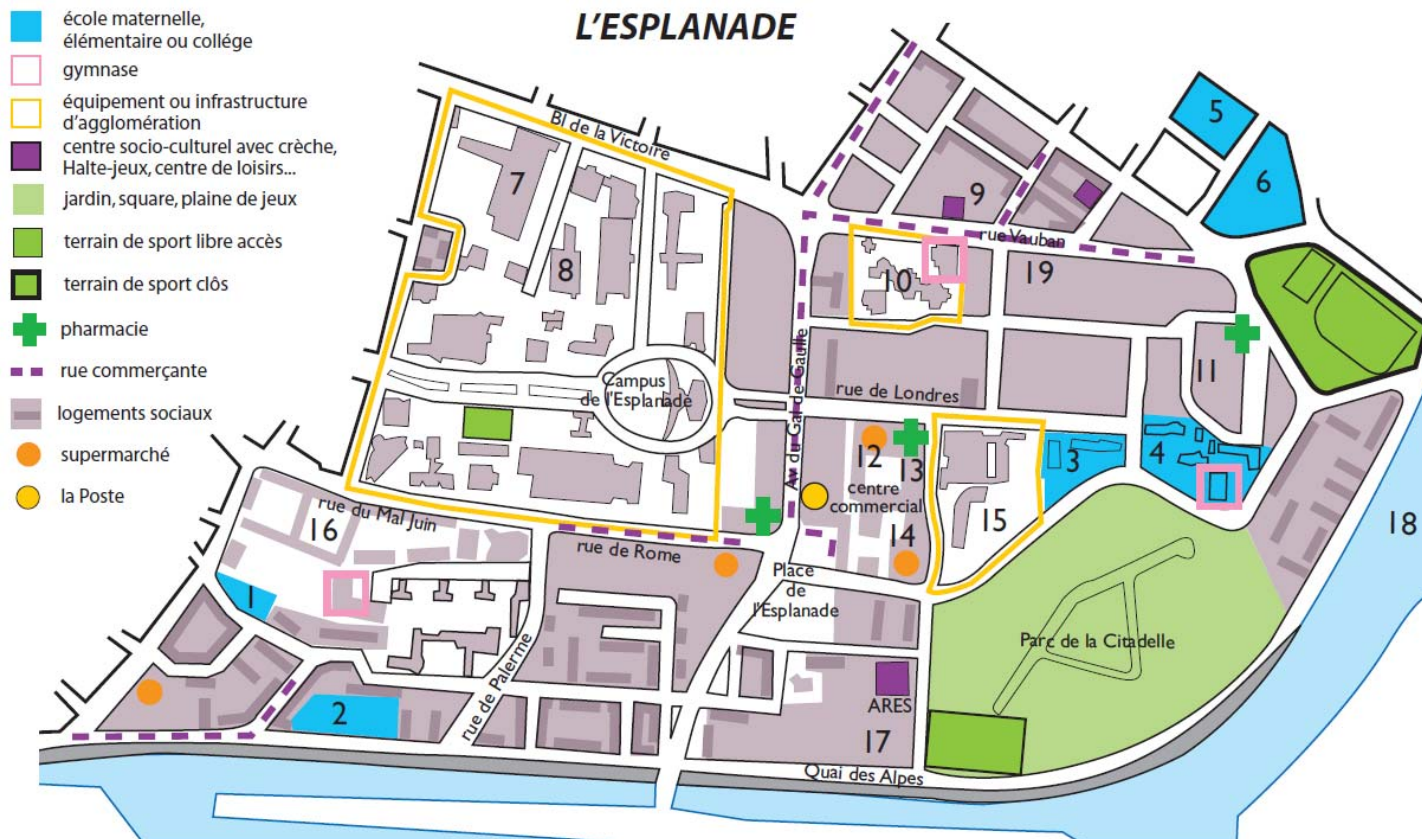 L'ESPLANADE
école maternelle,
élémentaire ou collége
gymnase
équipement ou infrastructure
d'agglomération
centre socio-culturel avec crèche,
Halte-jeux, centre de loisirs...
jardin, square, plaine de jeux
terrain de sport libre accès
terrain de sport clôs
pharmacie
rue commerçante
logements sociaux
supermarché
la Poste
Bl de la Victoire
5
6
7
8
9
rue Vauban
10
19
Campus
de l'Esplanade
Av du Gal de Gaulle
rue de Londres
11
12
13
centre
commercial
14
3
4
15
18
rue du Mal Juin
16
rue de Rome
Place
de
l'Esplanade
1
Parc de la Citadelle
rue de Palerme
ARES
2
17
Quai des Alpes